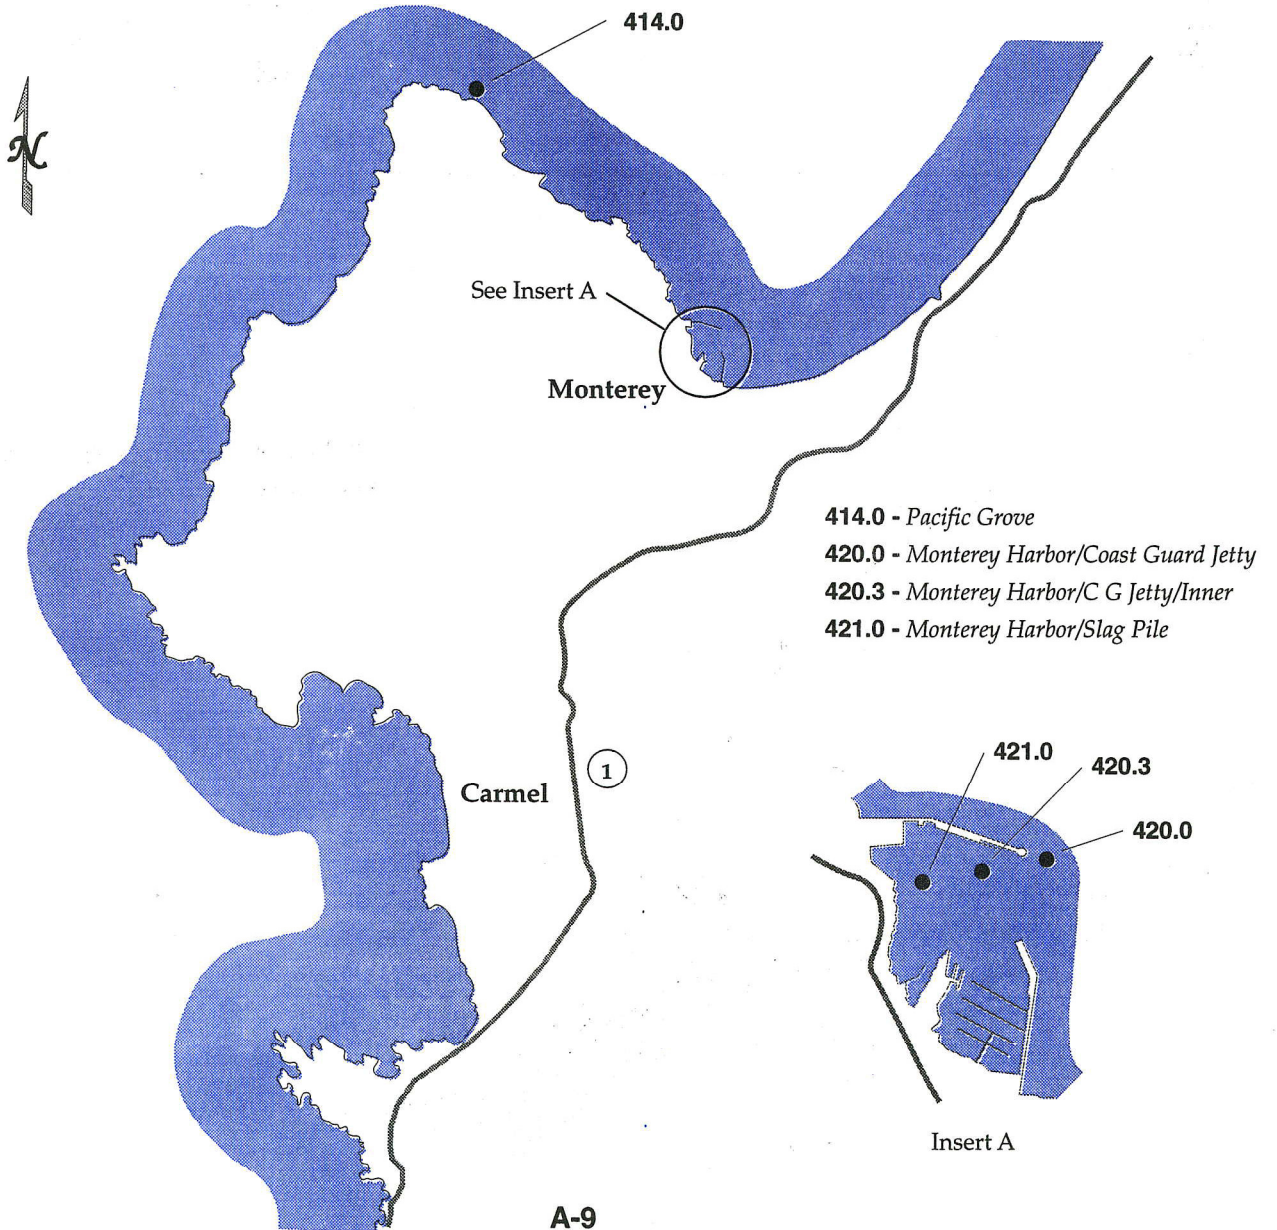 414.0
N
See Insert A
Monterey
414.0 - Pacific Grove
420.0 - Monterey Harbor/Coast Guard Jetty
420.3 - Monterey Harbor/C G Jetty/Inner
421.0 - Monterey Harbor/Slag Pile
Carmel
1
421.0
420.3
420.0
Insert A
A-9